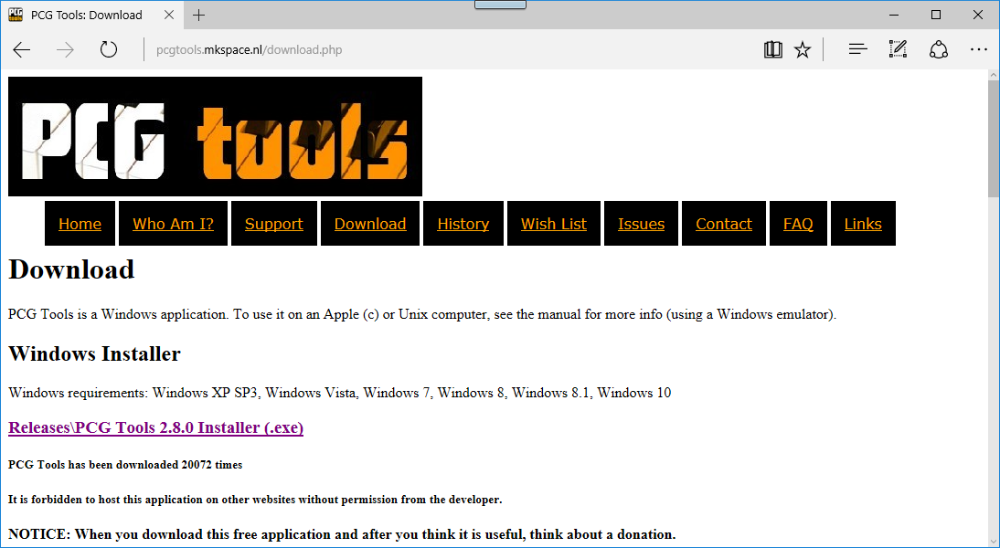 PCG Tools: Download
pcgtools.mkspace.nl/download.php
PCG tools
Home Who Am I? Support Download History Wish List Issues Contact FAQ Links
Download
PCG Tools is a Windows application. To use it on an Apple (c) or Unix computer, see the manual for more info (using a Windows emulator).
Windows Installer
Windows requirements: Windows XP SP3, Windows Vista, Windows 7, Windows 8, Windows 8.1, Windows 10
Releases\PCG Tools 2.8.0 Installer (.exe)
PCG Tools has been downloaded 20072 times
It is forbidden to host this application on other websites without permission from the developer.
NOTICE: When you download this free application and after you think it is useful, think about a donation.